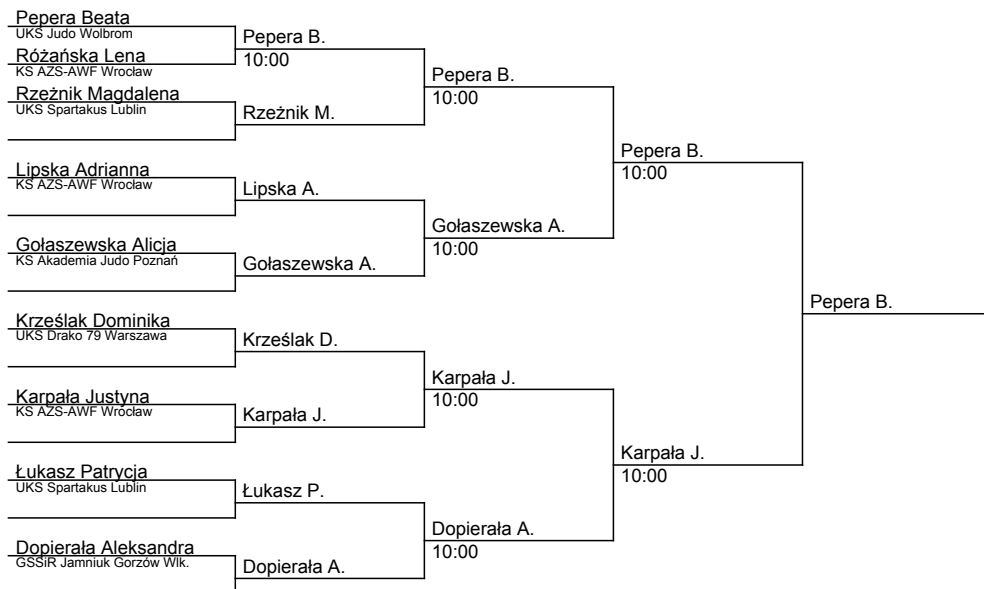 Pepera Beata
UKS Judo Wolbrom
Różańska Lena
KS AZS-AWF Wrocław
Rzeżnik Magdalena
UKS Spartakus Lublin
Lipska Adrianna
KS AZS-AWF Wrocław
Gołaszewska Alicja
KS Akademia Judo Poznań
Krześlak Dominika
UKS Drako 79 Warszawa
Karpała Justyna
KS AZS-AWF Wrocław
Łukasz Patrycja
UKS Spartakus Lublin
Dopierała Aleksandra
GSSiR Jamniuk Gorzów Wlk.
Pepera B.
10:00
Rzeżnik M.
Lipska A.
Gołaszewska A.
Krześlak D.
Karpała J.
Łukasz P.
Dopierała A.
Pepera B.
10:00
Gołaszewska A.
10:00
Karpała J.
10:00
Dopierała A.
10:00
Pepera B.
10:00
Karpała J.
10:00
Pepera B.